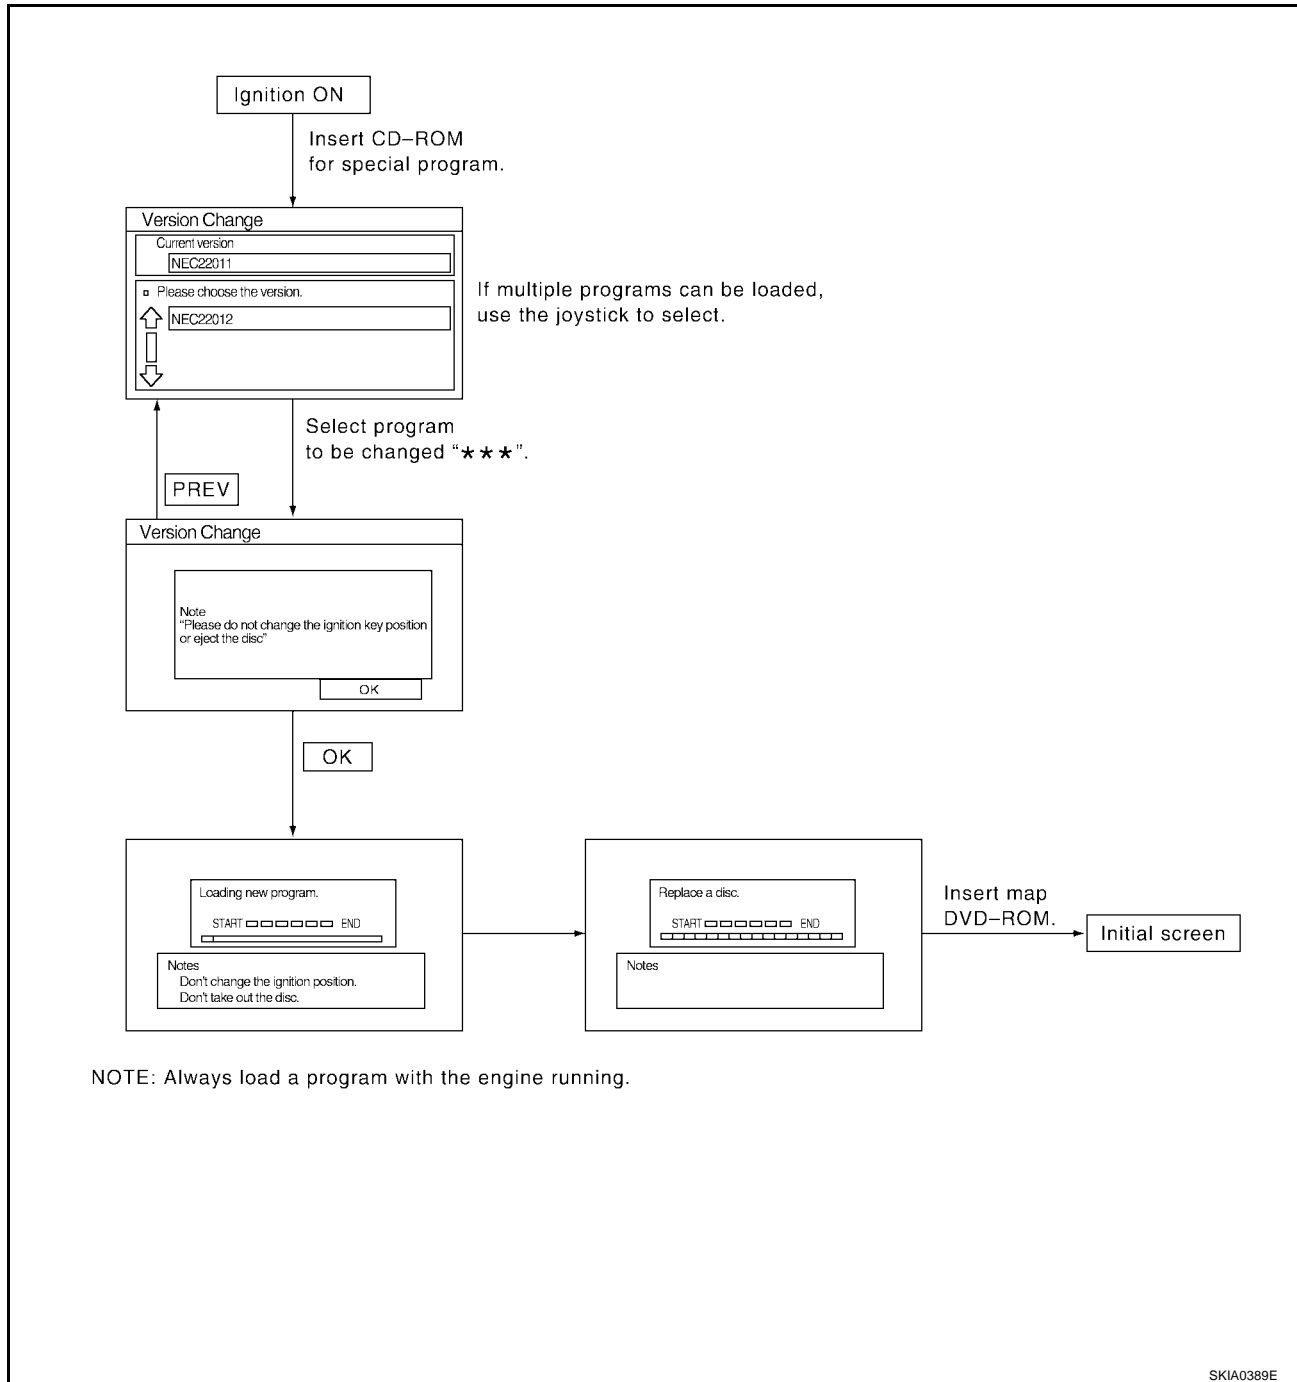 Ignition ON
Insert CD–ROM
for special program.
Version Change
Current version
NEC22011
Please choose the version.
NEC22012
If multiple programs can be loaded,
use the joystick to select.
Select program
to be changed “★★★”.
PREV
Version Change
Note
“Please do not change the ignition key position
or eject the disc”
OK
OK
Loading new program.
START END
Notes
Don't change the ignition position.
Don't take out the disc.
Replace a disc.
START END
Notes
Insert map
DVD–ROM.
Initial screen
NOTE: Always load a program with the engine running.
SKIA0389E